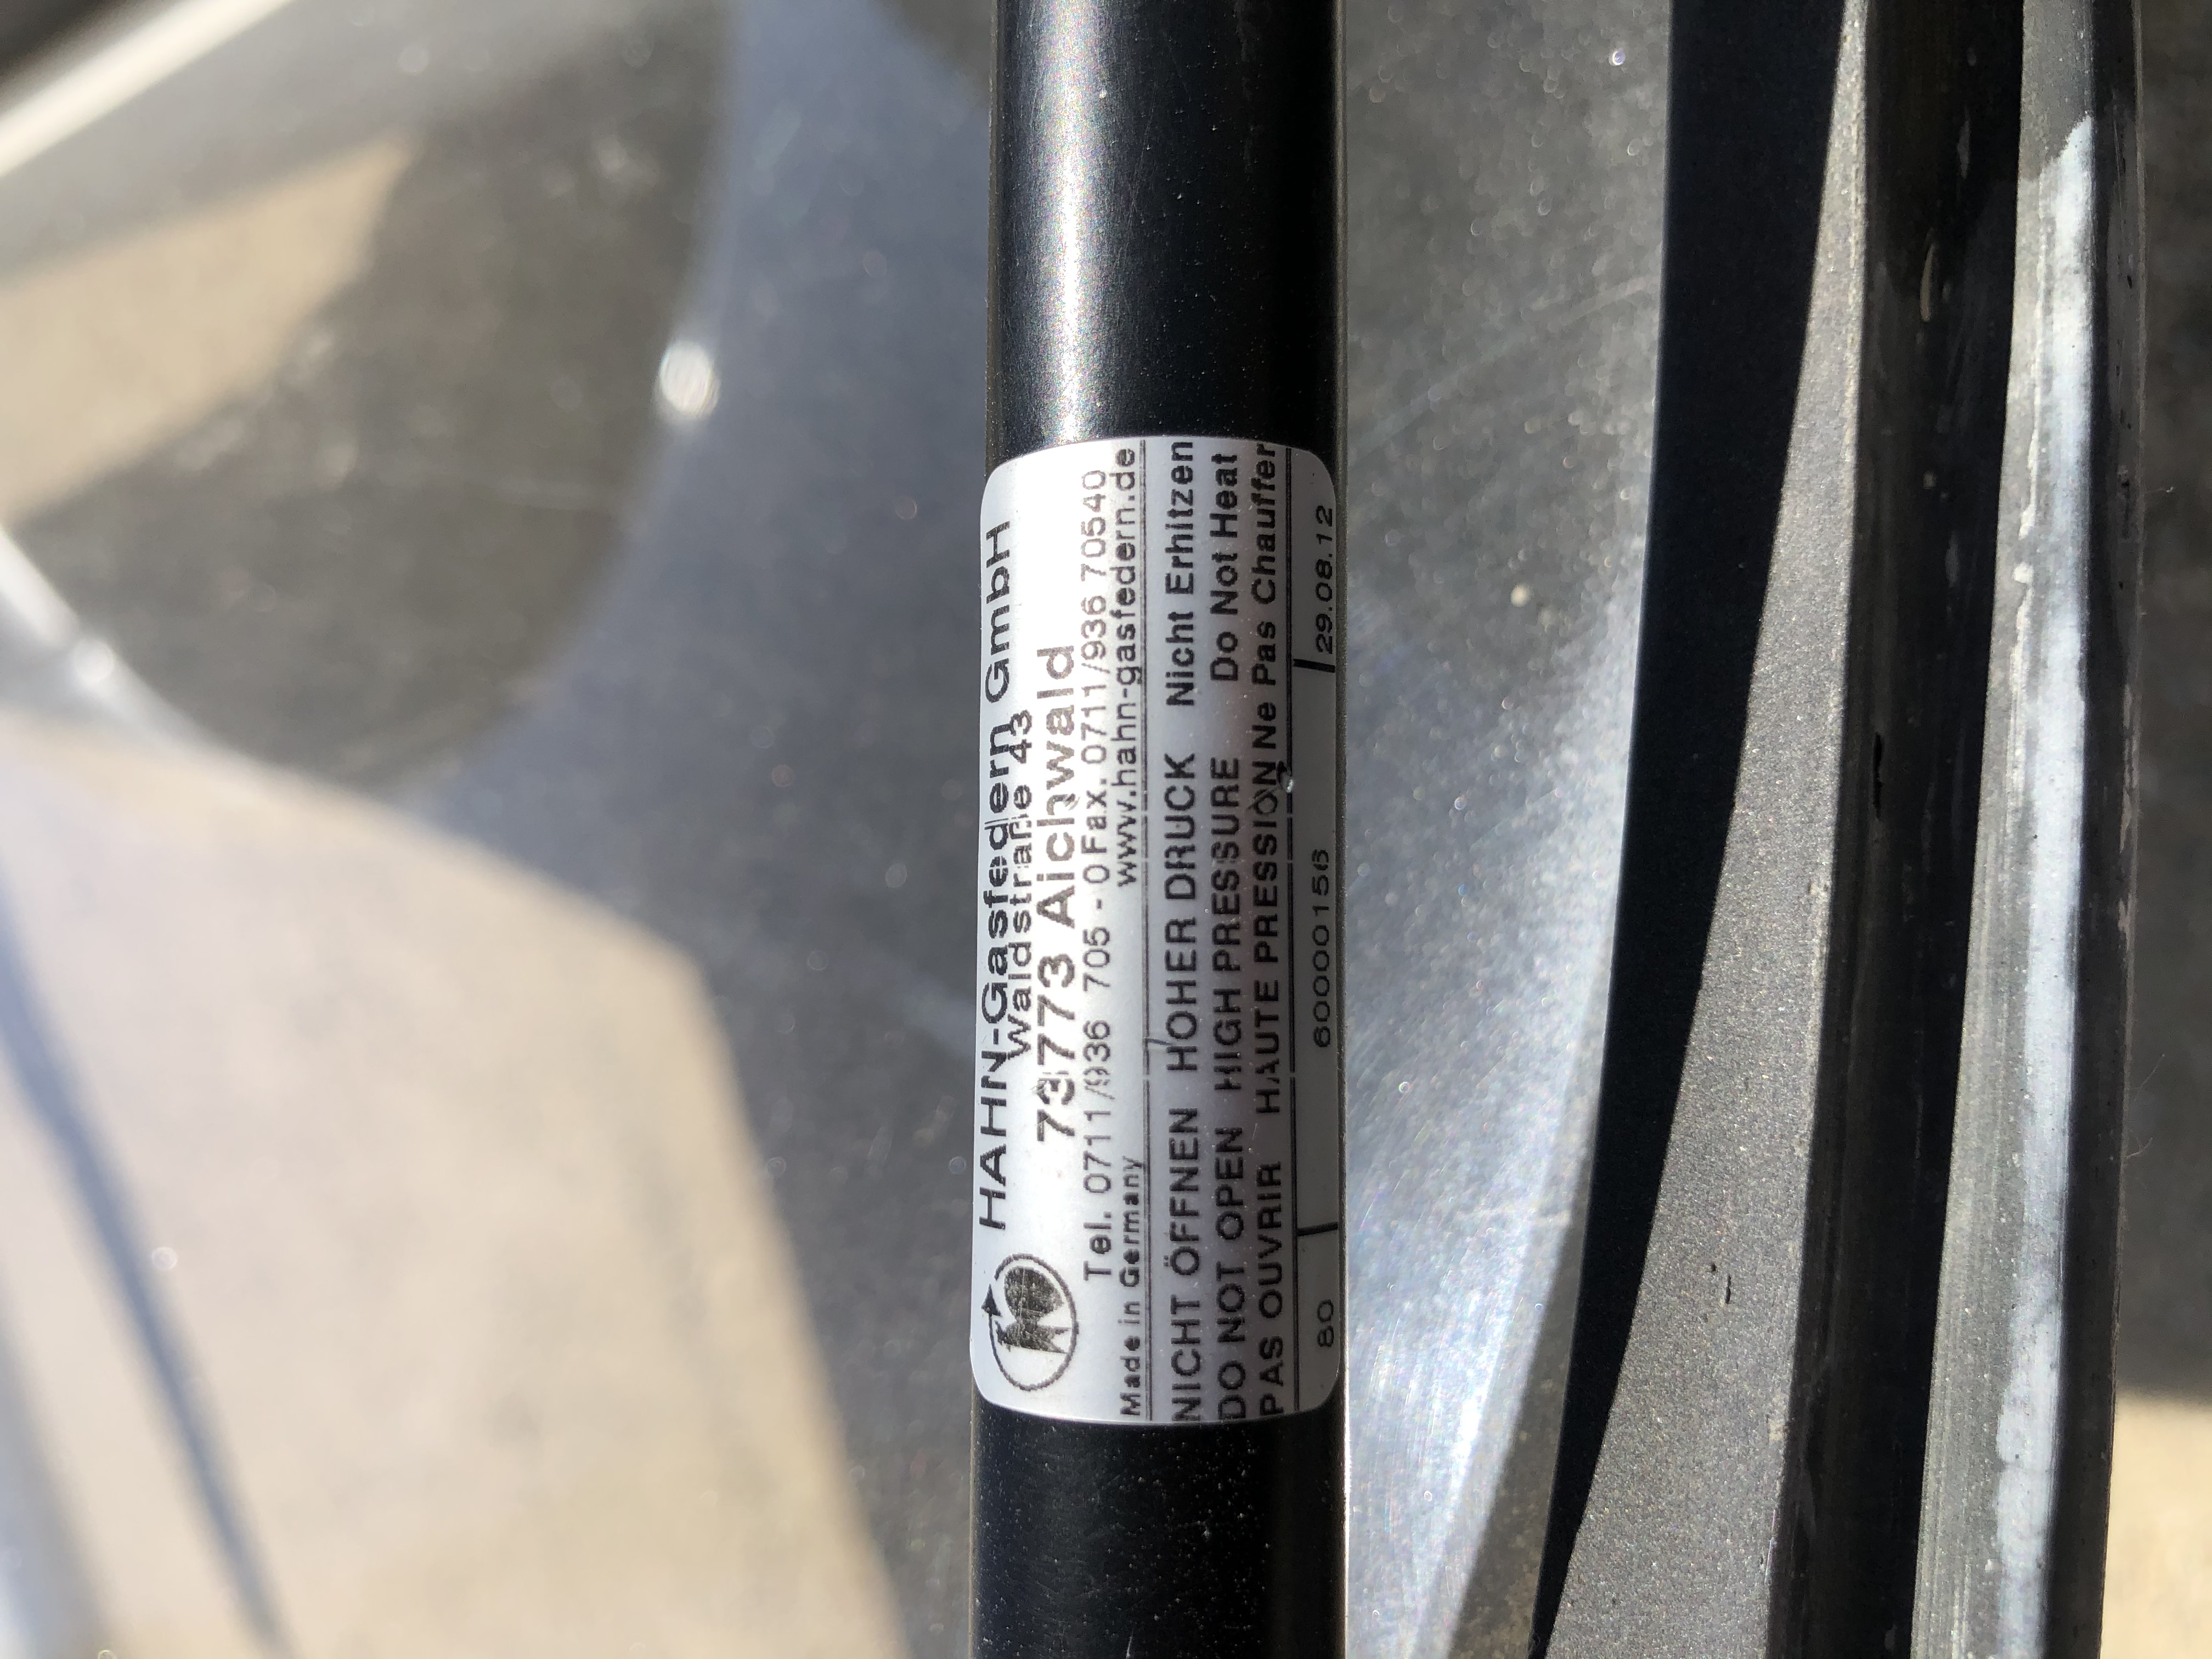 HAHN-Gasfedern GmbH
Waldstraße 43
73773 Aichwald
Tel. 0711/936 705 - 0 Fax. 0711/936 70540
Made in Germany www.hahn-gasfedern.de
NICHT ÖFFNEN HOHER DRUCK Nicht Erhitzen
DO NOT OPEN HIGH PRESSURE Do Not Heat
PAS OUVRIR HAUTE PRESSION Ne Pas Chauffer
80 60000156 29.08.12